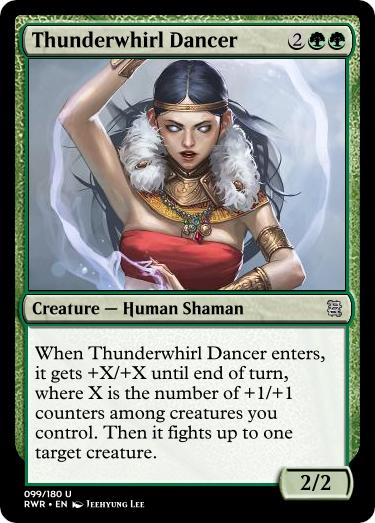 Thunderwhirl Dancer 2
Creature — Human Shaman
When Thunderwhirl Dancer enters,
it gets +X/+X until end of turn,
where X is the number of +1/+1
counters among creatures you
control. Then it fights up to one
target creature.
2/2
099/180 U
RWR • EN Jeehyung Lee